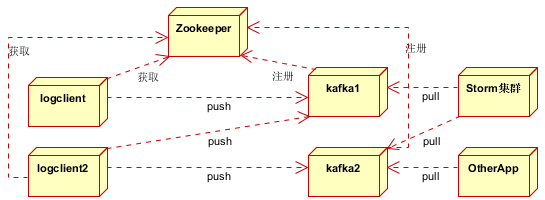 Zookeeper
获取
注册
获取
注册
logclient
kafka1
Storm集群
push
pull
push
pull
logclient2
kafka2
OtherApp
push
pull